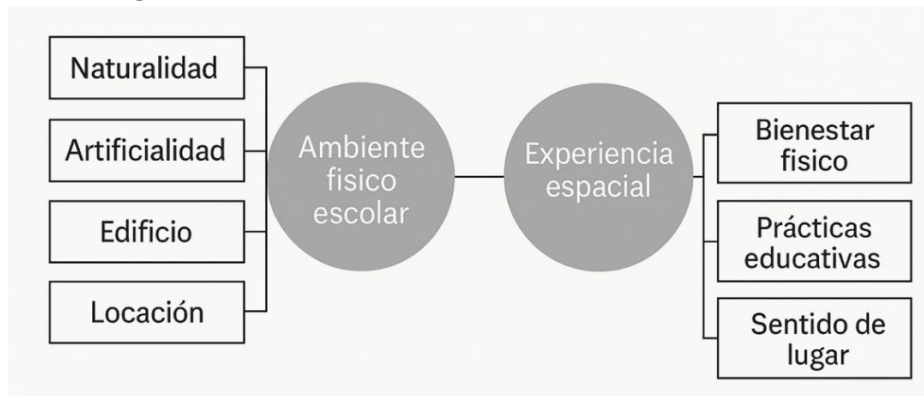 Naturalidad
Artificialidad
Edificio
Locación
Ambiente
fisico
escolar
Experiencia
espacial
Bienestar
fisico
Prácticas
educativas
Sentido de
lugar